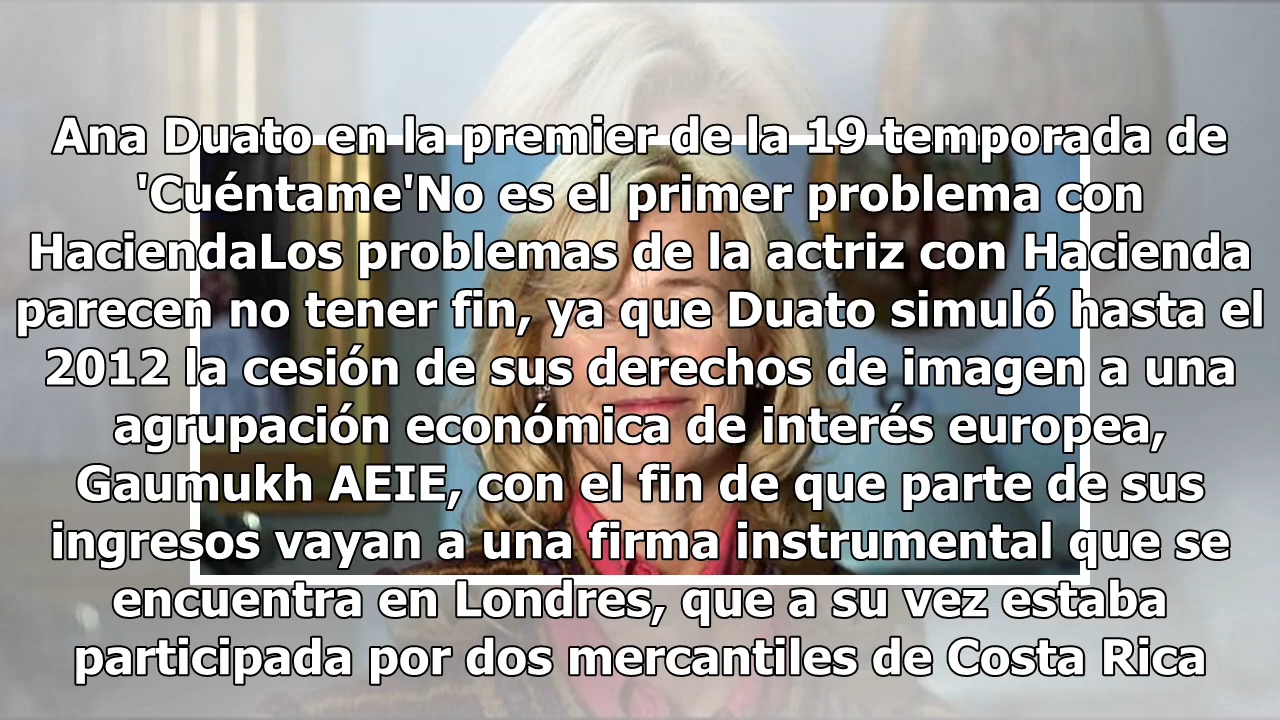 Ana Duato en la premier de la 19 temporada de
'Cuéntame'No es el primer problema con
HaciendaLos problemas de la actriz con Hacienda
parecen no tener fin, ya que Duato simuló hasta el
2012 la cesión de sus derechos de imagen a una
agrupación económica de interés europea,
Gaumukh AEIE, con el fin de que parte de sus
ingresos vayan a una firma instrumental que se
encuentra en Londres, que a su vez estaba
participada por dos mercantiles de Costa Rica